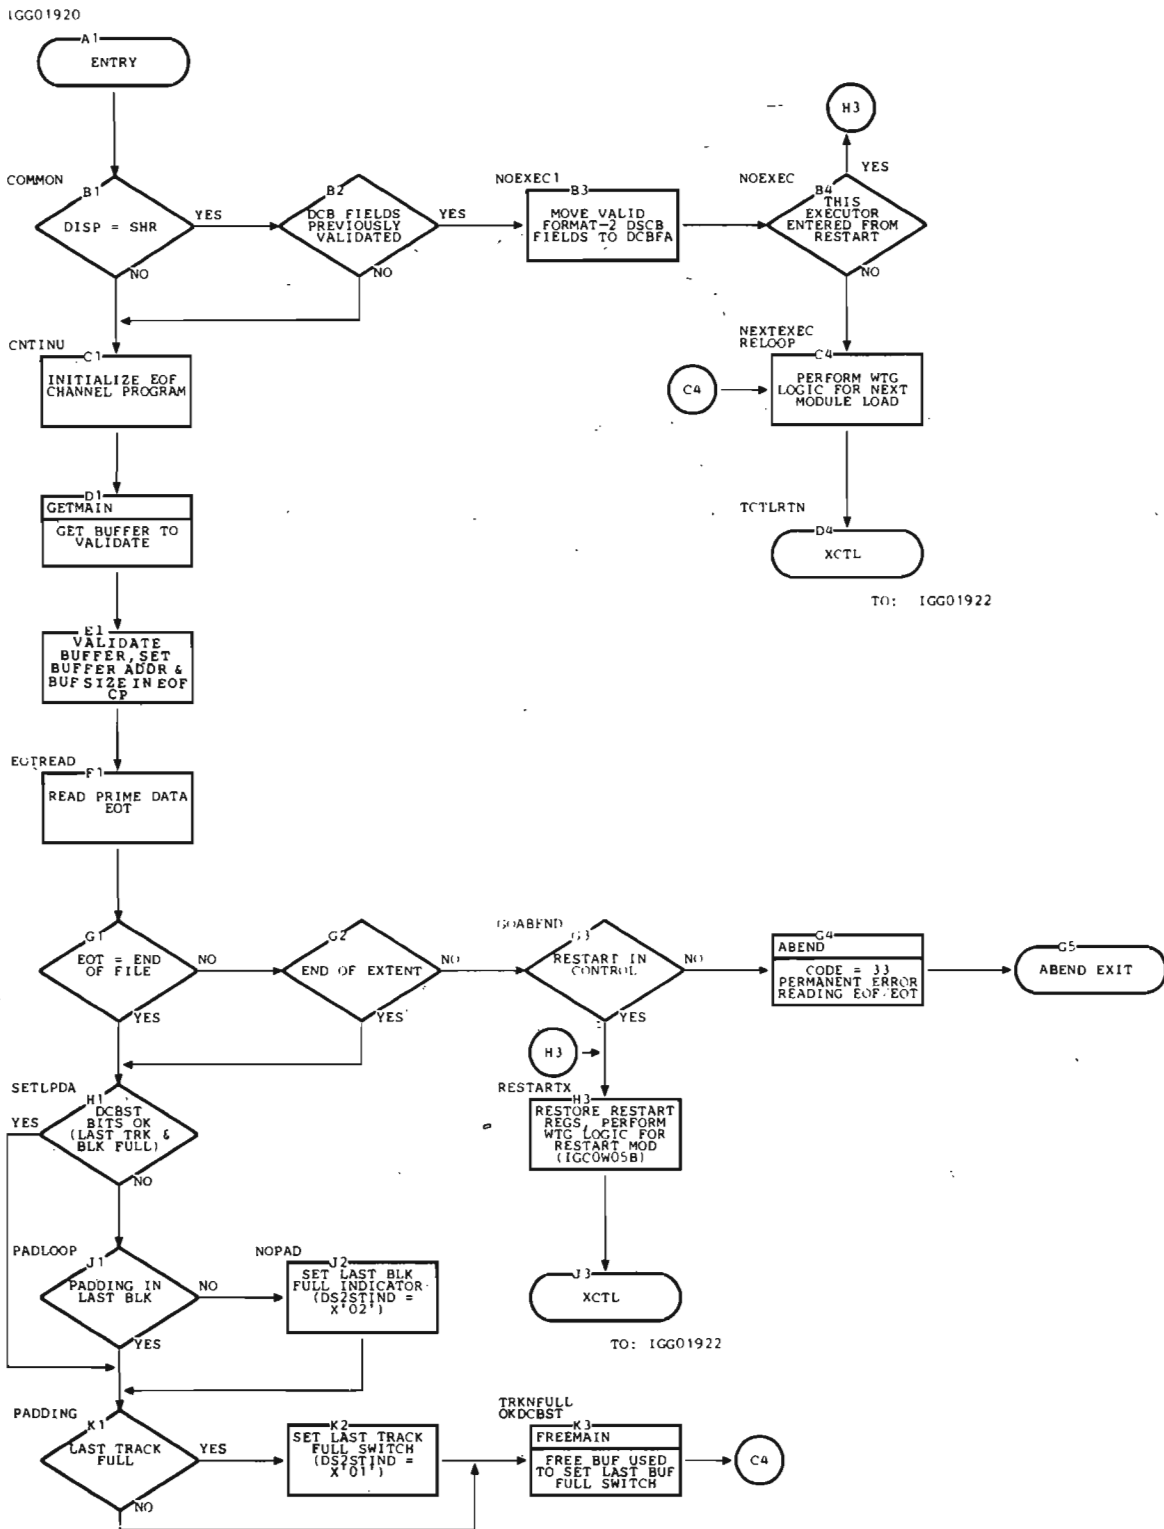 IGG01920
A1
ENTRY
H3
COMMON
B1
DISP = SHR
YES
NO
B2
DCB FIELDS
PREVIOUSLY
VALIDATED
YES
NO
NOEXEC1
B3
MOVE VALID
FORMAT-2 DSCB
FIELDS TO DCBFA
NOEXEC
B4
THIS
EXECUTOR
ENTERED FROM
RESTART
YES
NO
CNTINU
C1
INITIALIZE EOF
CHANNEL PROGRAM
NEXTEXEC
RELOOP
C4
C4
PERFORM WTG
LOGIC FOR NEXT
MODULE LOAD
D1
GETMAIN
GET BUFFER TO
VALIDATE
TCTLRTN
D4
XCTL
TO: IGG01922
E1
VALIDATE
BUFFER, SET
BUFFER ADDR &
BUFSIZE IN EOF
CP
EOTREAD
F1
READ PRIME DATA
EOT
G1
EOT = END
OF FILE
NO
YES
G2
END OF EXTENT
NO
YES
GOABEND
G3
RESTART IN
CONTROL
NO
YES
G4
ABEND
CODE = 33
PERMANENT ERROR
READING EOF/EOT
G5
ABEND EXIT
H3
SETLPDA
H1
DCBST
BITS OK
(LAST TRK &
BLK FULL)
YES
NO
RESTARTX
H3
RESTORE RESTART
REGS, PERFORM
WTG LOGIC FOR
RESTART MOD
(IGC0W05B)
PADLOOP
J1
PADDING IN
LAST BLK
NO
YES
NOPAD
J2
SET LAST BLK
FULL INDICATOR
(DS2STIND =
X'02')
J3
XCTL
TO: IGG01922
PADDING
K1
LAST TRACK
FULL
YES
NO
K2
SET LAST TRACK
FULL SWITCH
(DS2STIND =
X'01')
TRKNFULL
OKDCBST
K3
FREEMAIN
FREE BUF USED
TO SET LAST BUF
FULL SWITCH
C4